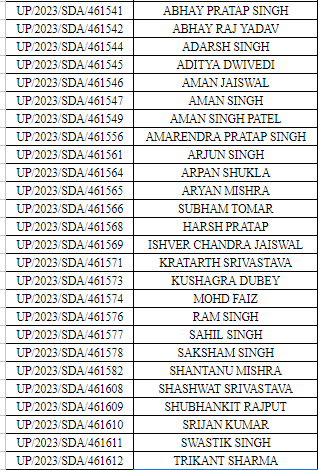 UP/2023/SDA/461541 ABHAY PRATAP SINGH
UP/2023/SDA/461542 ABHAY RAJ YADAV
UP/2023/SDA/461544 ADARSH SINGH
UP/2023/SDA/461545 ADITYA DWIVEDI
UP/2023/SDA/461546 AMAN JAISWAL
UP/2023/SDA/461547 AMAN SINGH
UP/2023/SDA/461549 AMAN SINGH PATEL
UP/2023/SDA/461556 AMARENDRA PRATAP SINGH
UP/2023/SDA/461561 ARJUN SINGH
UP/2023/SDA/461564 ARPAN SHUKLA
UP/2023/SDA/461565 ARYAN MISHRA
UP/2023/SDA/461566 SUBHAM TOMAR
UP/2023/SDA/461568 HARSH PRATAP
UP/2023/SDA/461569 ISHVER CHANDRA JAISWAL
UP/2023/SDA/461571 KRATARTH SRIVASTAVA
UP/2023/SDA/461573 KUSHAGRA DUBEY
UP/2023/SDA/461574 MOHD FAIZ
UP/2023/SDA/461576 RAM SINGH
UP/2023/SDA/461577 SAHIL SINGH
UP/2023/SDA/461578 SAKSHAM SINGH
UP/2023/SDA/461582 SHANTANU MISHRA
UP/2023/SDA/461608 SHASHWAT SRIVASTAVA
UP/2023/SDA/461609 SHUBHANKIT RAJPUT
UP/2023/SDA/461610 SRIJAN KUMAR
UP/2023/SDA/461611 SWASTIK SINGH
UP/2023/SDA/461612 TRIKANT SHARMA